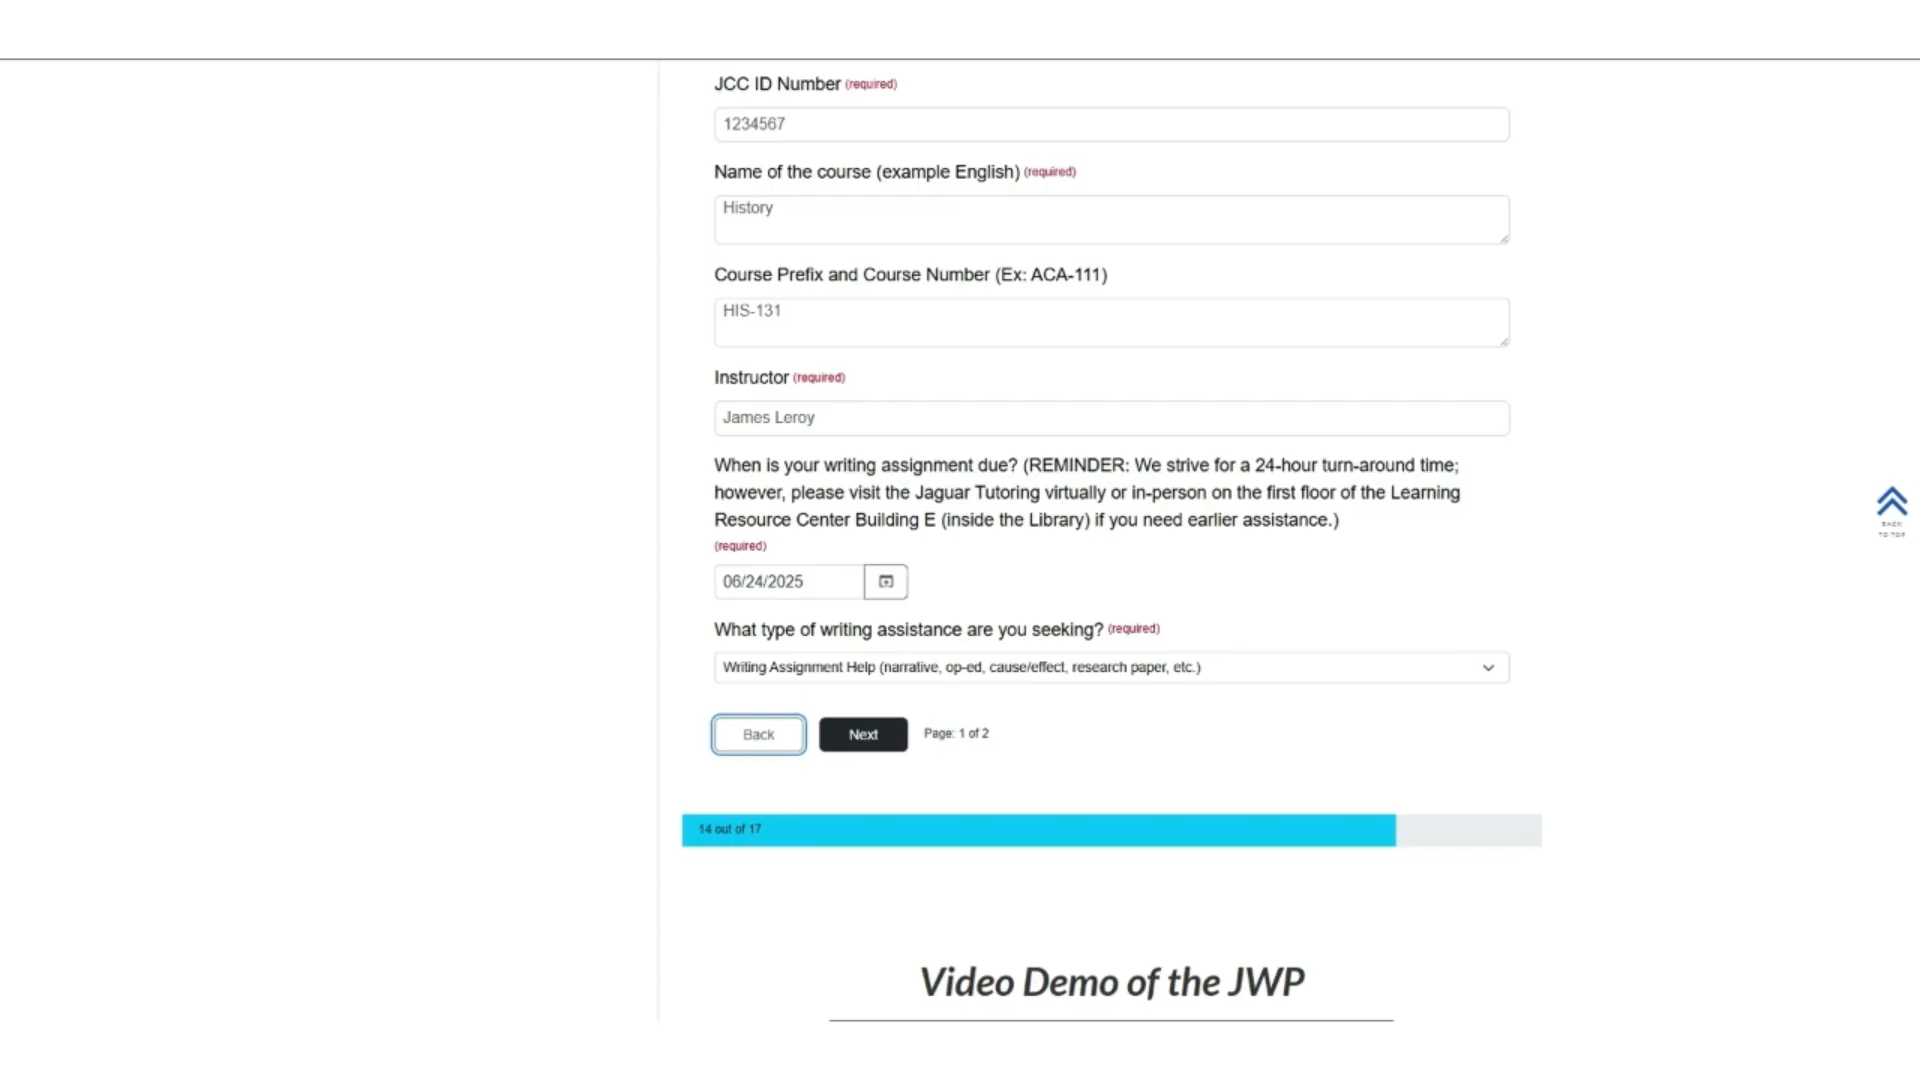 JCC ID Number (required)
1234567
Name of the course (example English) (required)
History
Course Prefix and Course Number (Ex: ACA-111)
HIS-131
Instructor (required)
James Leroy
When is your writing assignment due? (REMINDER: We strive for a 24-hour turn-around time;
however, please visit the Jaguar Tutoring virtually or in-person on the first floor of the Learning
Resource Center Building E (inside the Library) if you need earlier assistance.)
(required)
06/24/2025
What type of writing assistance are you seeking? (required)
Writing Assignment Help (narrative, op-ed, cause/effect, research paper, etc.)
Back
Next
Page: 1 of 2
14 out of 17
BACK
TO TOP
Video Demo of the JWP